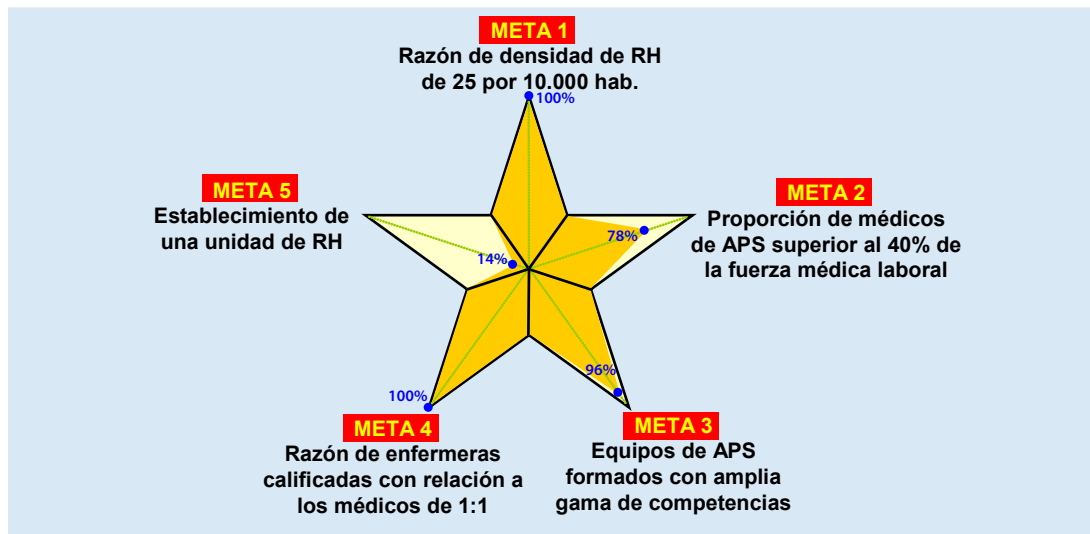 META 1
Razón de densidad de RH
de 25 por 10.000 hab.
100%
META 5
Establecimiento de
una unidad de RH
14%
META 2
Proporción de médicos
de APS superior al 40% de
la fuerza médica laboral
78%
100%
META 4
Razón de enfermeras
calificadas con relación a
los médicos de 1:1
96%
META 3
Equipos de APS
formados con amplia
gama de competencias